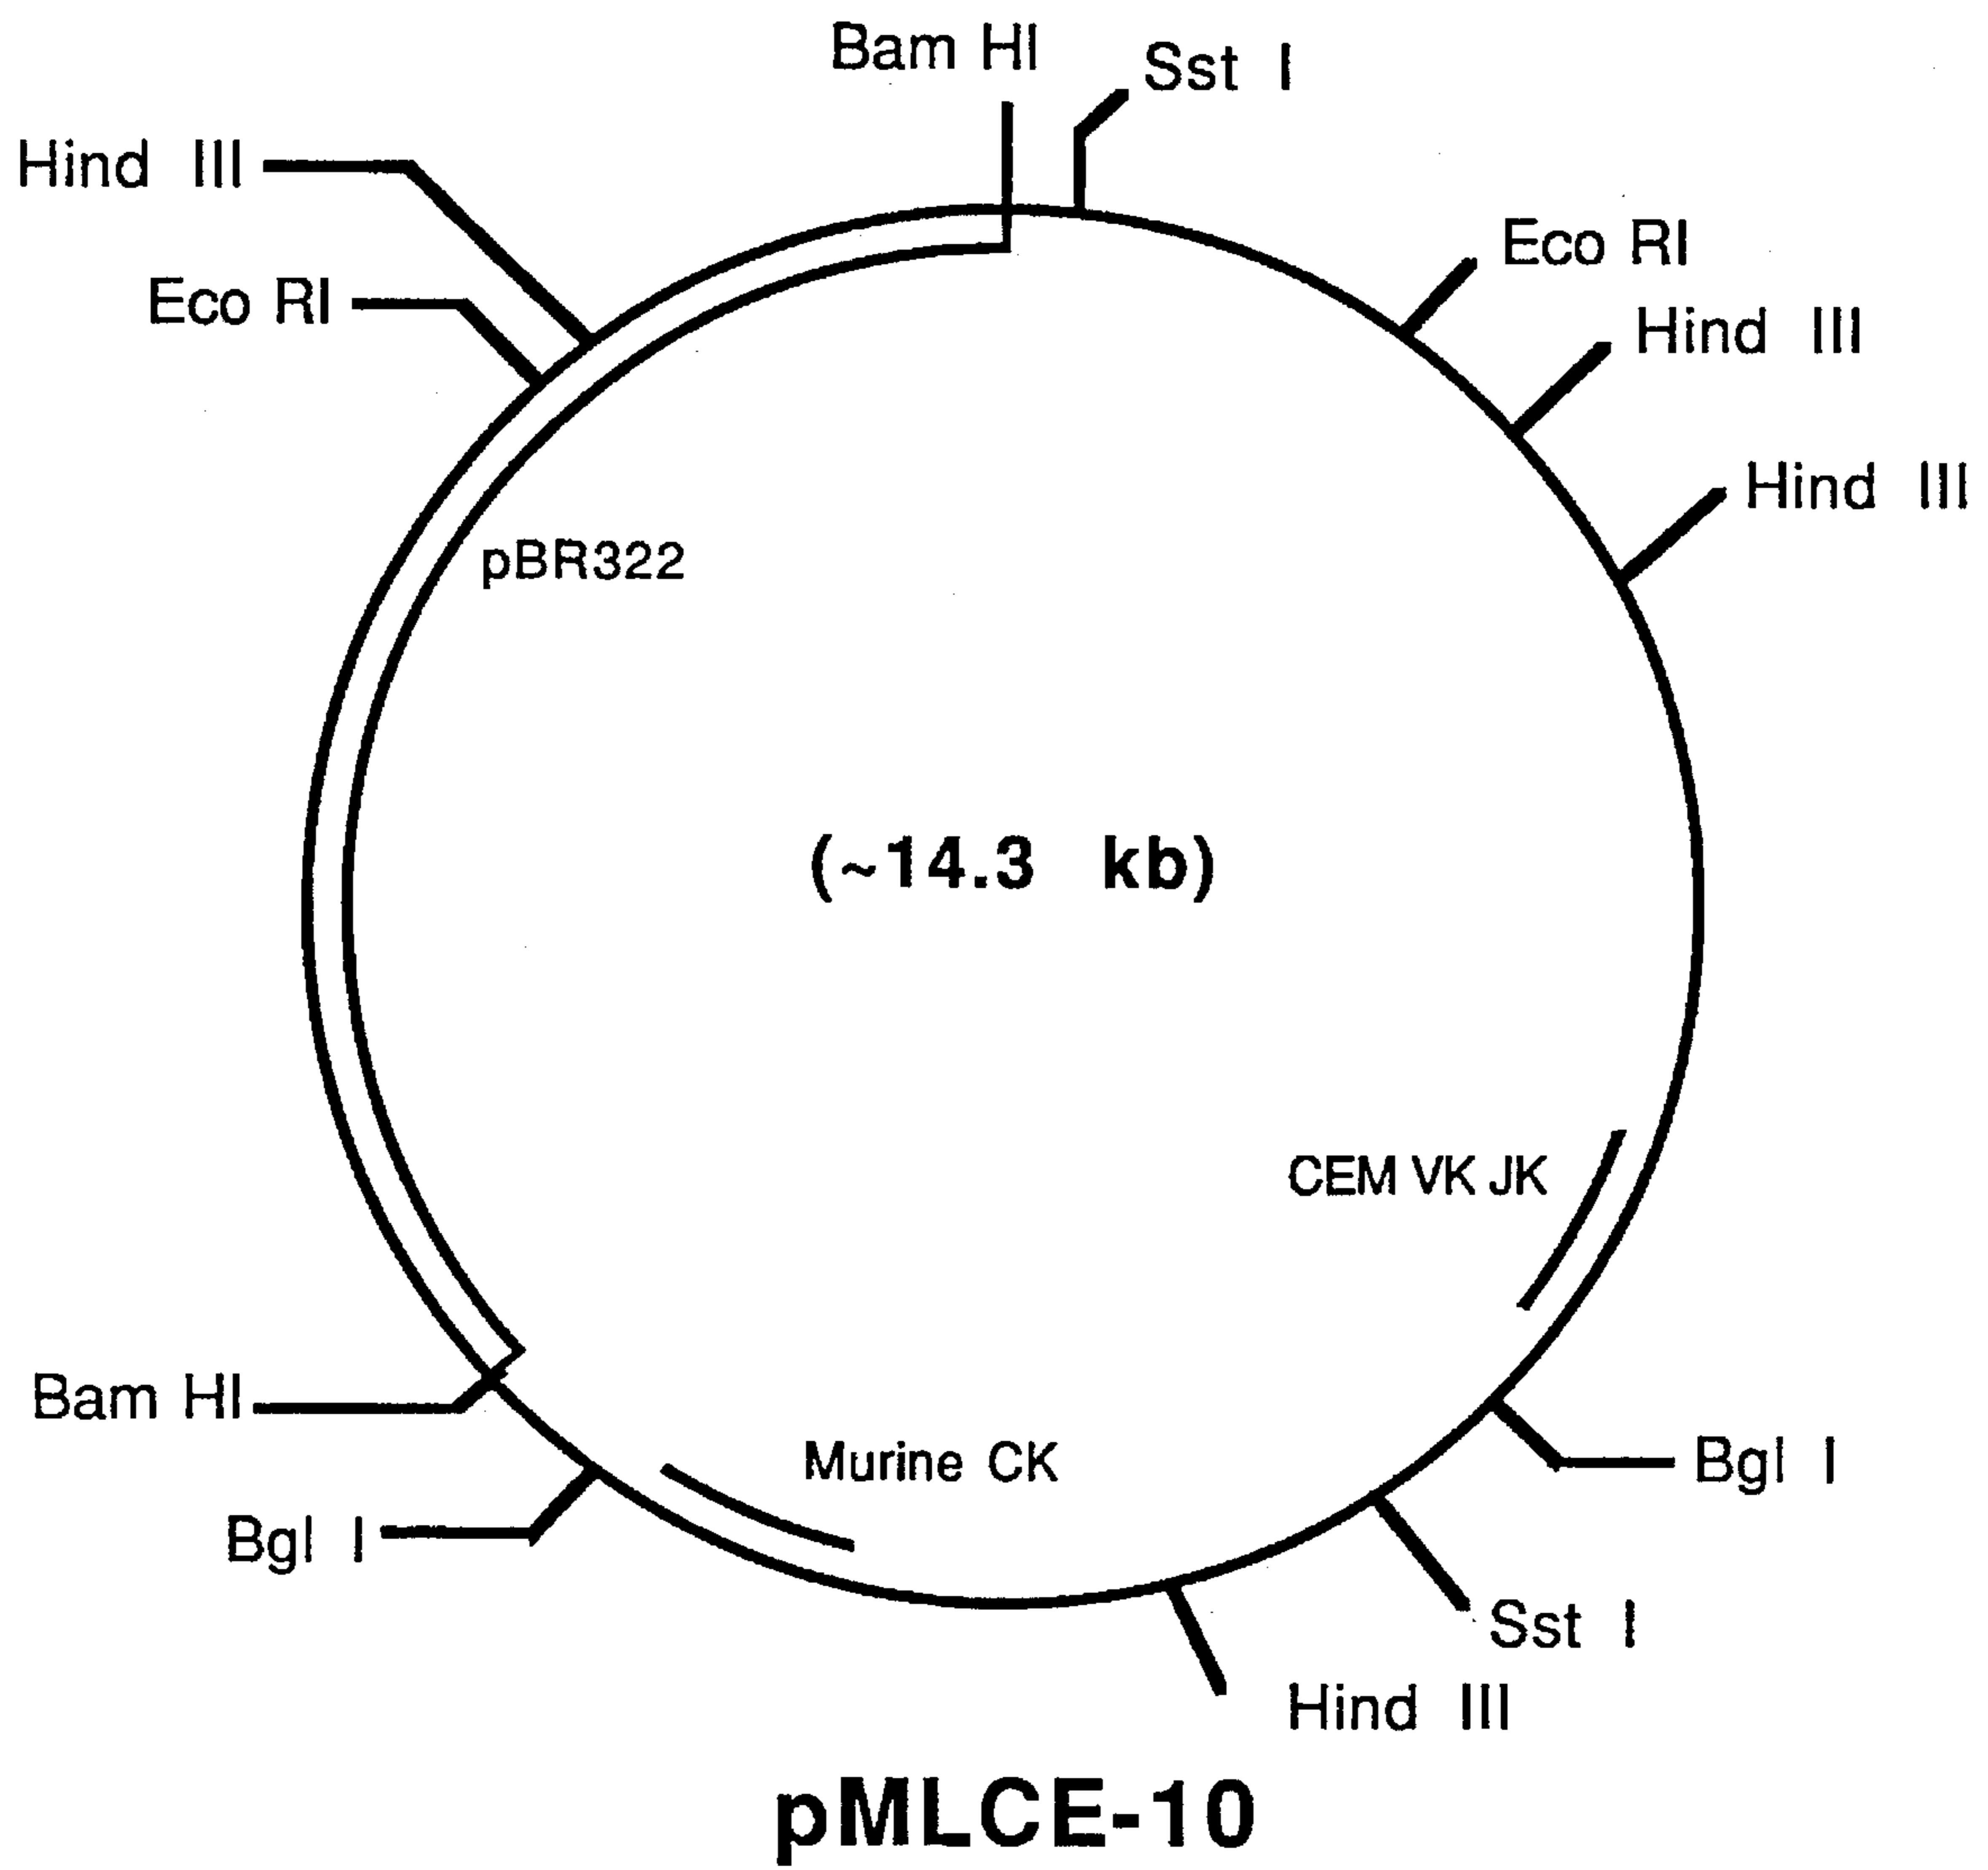 Bam HI
Sst I
Hind III
Eco RI
Eco RI
Hind III
Hind III
pBR322
(~14.3 kb)
CEM VK JK
Bam HI
Murine CK
Bgl I
Bgl I
Sst I
Hind III
pMLCE-10